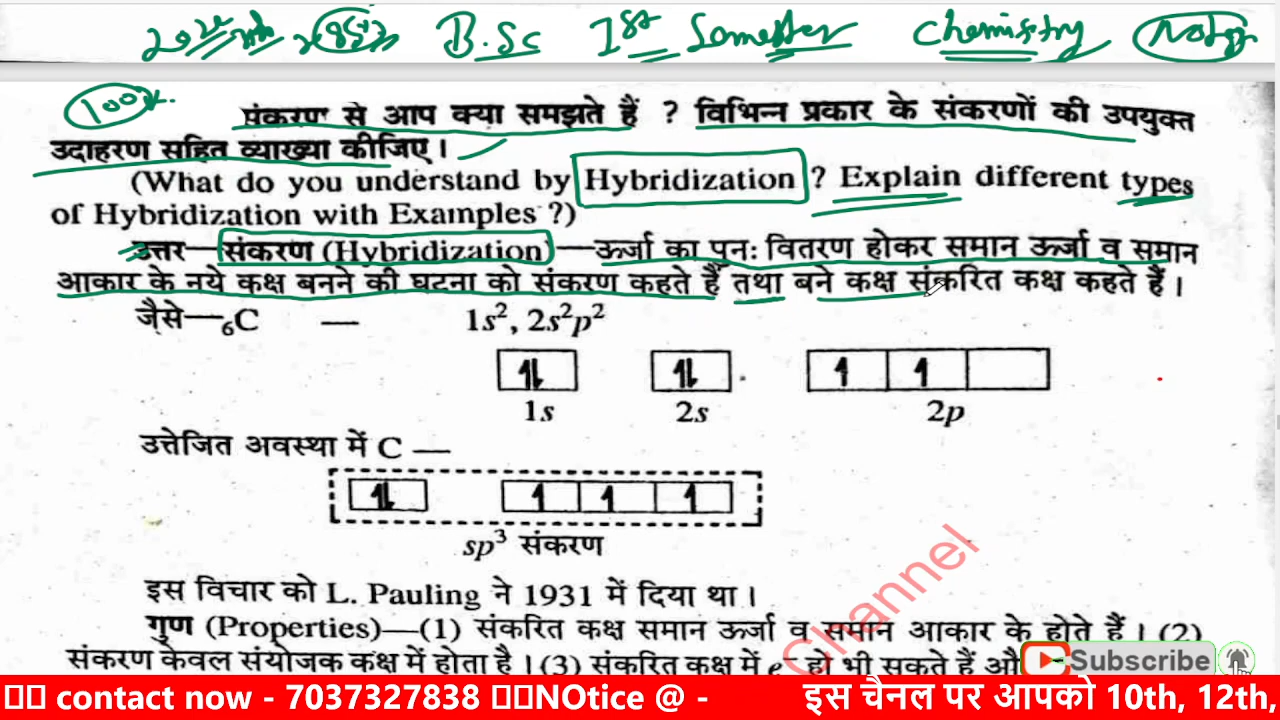 B.Sc Ist Semester Chemistry Notes
100%
संकरण से आप क्या समझते हैं ? विभिन्न प्रकार के संकरणों की उपयुक्त
उदाहरण सहित व्याख्या कीजिए।
(What do you understand by Hybridization ? Explain different types
of Hybridization with Examples ?)
उत्तर—संकरण (Hybridization)—ऊर्जा का पुनः वितरण होकर समान ऊर्जा व समान
आकार के नये कक्ष बनने की घटना को संकरण कहते हैं तथा बने कक्ष संकरित कक्ष कहते हैं।
जैसे—₆C — 1s², 2s²p²
1s 2s 2p
उत्तेजित अवस्था में C —
sp³ संकरण
इस विचार को L. Pauling ने 1931 में दिया था।
गुण (Properties)—(1) संकरित कक्ष समान ऊर्जा व समान आकार के होते हैं। (2)
संकरण केवल संयोजक कक्ष में होता है। (3) संकरित कक्ष में e⁻ हो भी सकते हैं और
Channel
Subscribe
contact now - 7037327838 NOtice @ - इस चैनल पर आपको 10th, 12th,